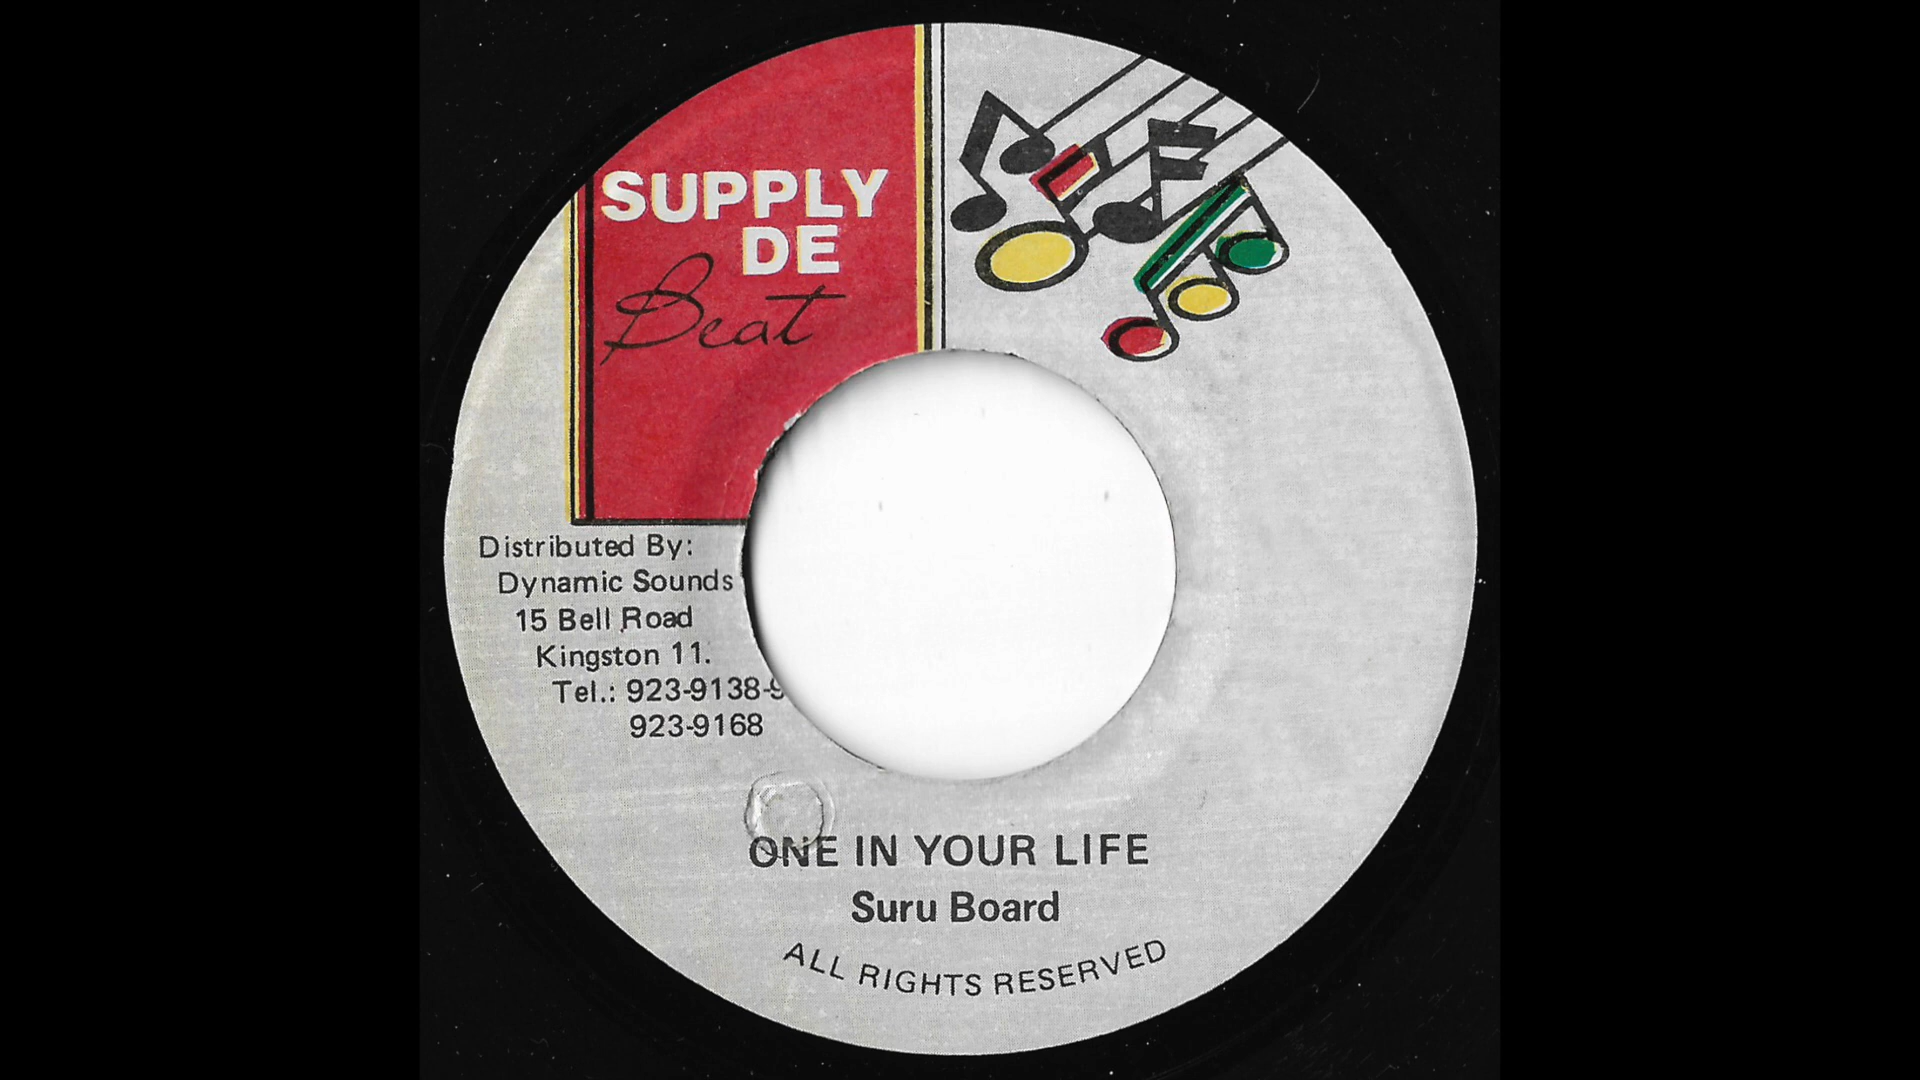 SUPPLY
DE
Beat
Distributed By:
Dynamic Sounds
15 Bell Road
Kingston 11.
Tel.: 923-9138-9
923-9168
ONE IN YOUR LIFE
Suru Board
ALL RIGHTS RESERVED